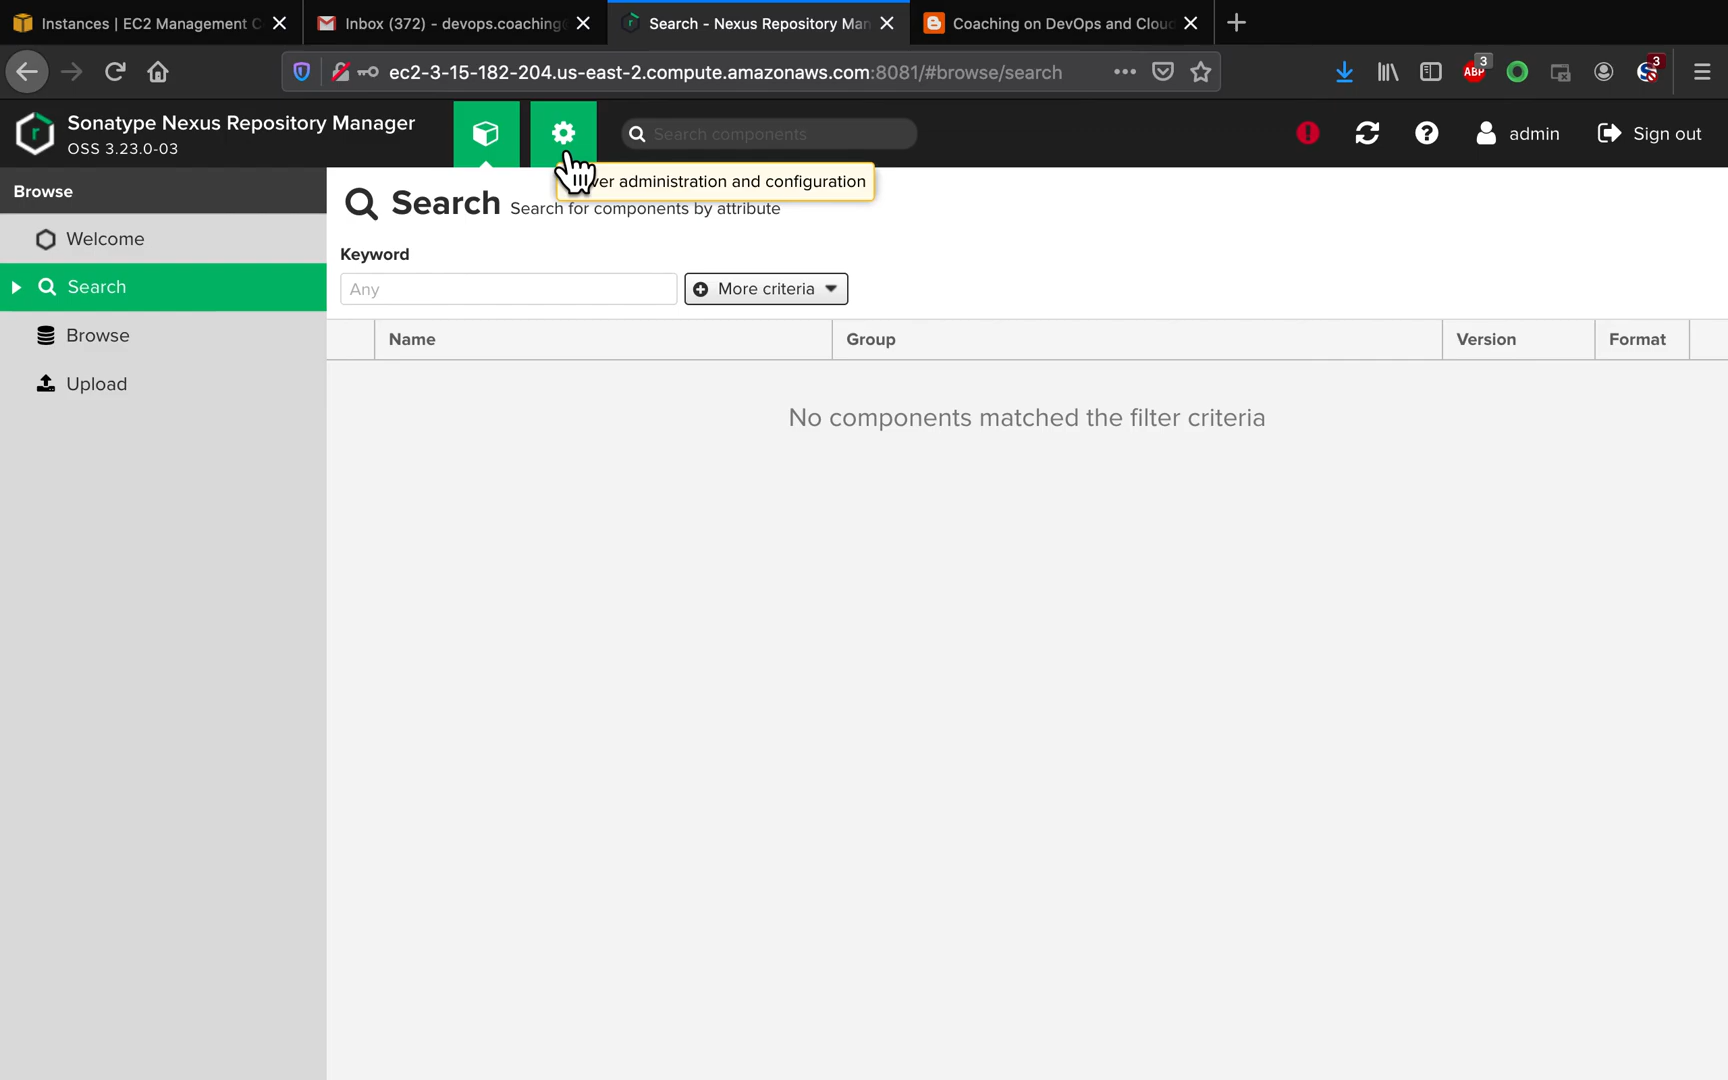 Instances | EC2 Management C
Inbox (372) - devops.coaching@
Search - Nexus Repository Man
Coaching on DevOps and Clou
ec2-3-15-182-204.us-east-2.compute.amazonaws.com:8081/#browse/search
ABP
3
3
Sonatype Nexus Repository Manager
OSS 3.23.0-03
Search components
admin
Sign out
ver administration and configuration
Browse
Welcome
Search
Browse
Upload
Search
Search for components by attribute
Keyword
Any
More criteria
Name
Group
Version
Format
No components matched the filter criteria